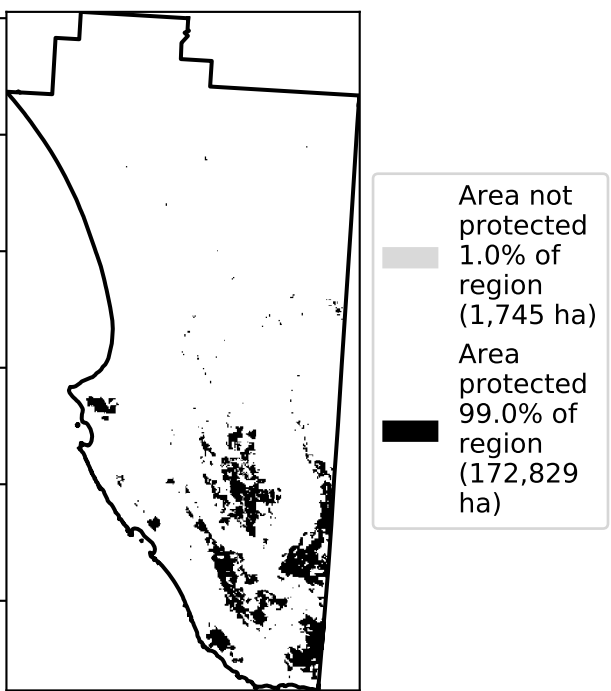 Area not
protected
1.0% of
region
(1,745 ha)
Area
protected
99.0% of
region
(172,829
ha)